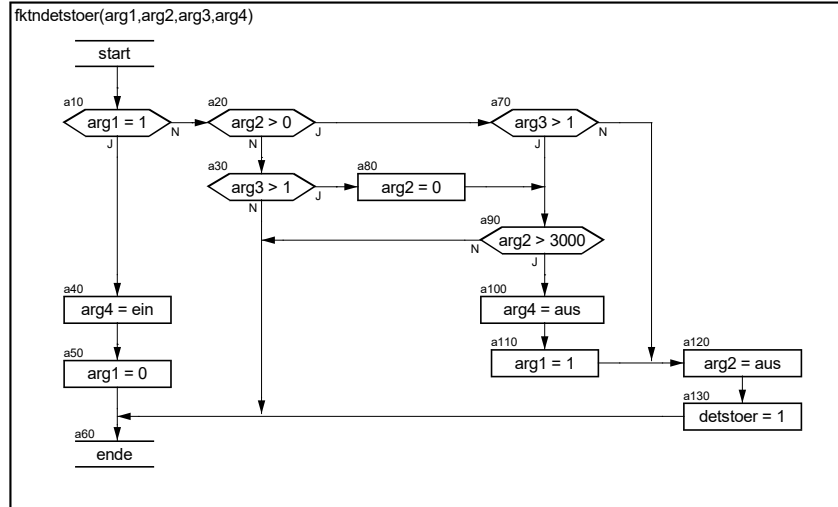 fktndetstoer(arg1,arg2,arg3,arg4)
start
a10
arg1 = 1
N
J
a20
arg2 > 0
J
N
a70
arg3 > 1
N
J
a30
arg3 > 1
J
N
a80
arg2 = 0
a90
arg2 > 3000
N
J
a40
arg4 = ein
a100
arg4 = aus
a50
arg1 = 0
a110
arg1 = 1
a120
arg2 = aus
a130
detstoer = 1
a60
ende